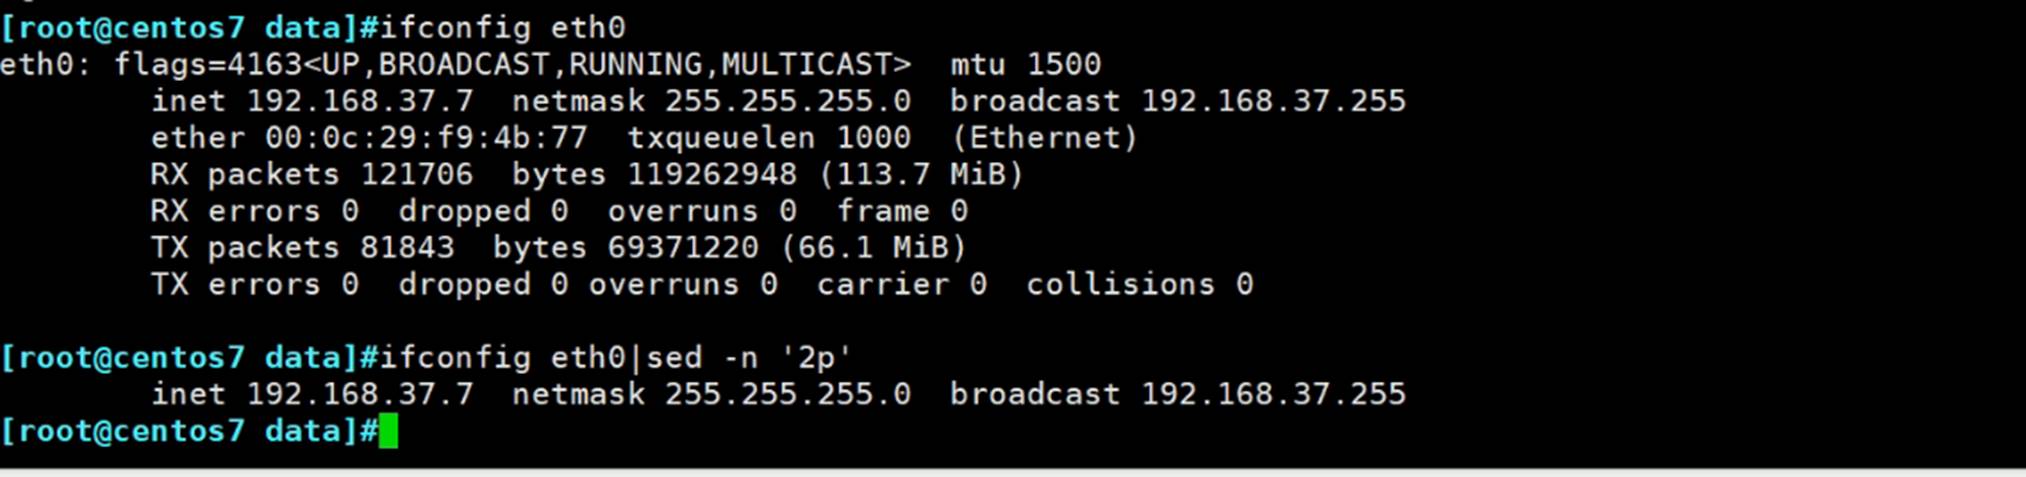 [root@centos7 data]#ifconfig eth0
eth0: flags=4163<UP,BROADCAST,RUNNING,MULTICAST>  mtu 1500
        inet 192.168.37.7  netmask 255.255.255.0  broadcast 192.168.37.255
        ether 00:0c:29:f9:4b:77  txqueuelen 1000  (Ethernet)
        RX packets 121706  bytes 119262948 (113.7 MiB)
        RX errors 0  dropped 0  overruns 0  frame 0
        TX packets 81843  bytes 69371220 (66.1 MiB)
        TX errors 0  dropped 0 overruns 0  carrier 0  collisions 0
[root@centos7 data]#ifconfig eth0|sed -n '2p'
        inet 192.168.37.7  netmask 255.255.255.0  broadcast 192.168.37.255
[root@centos7 data]#